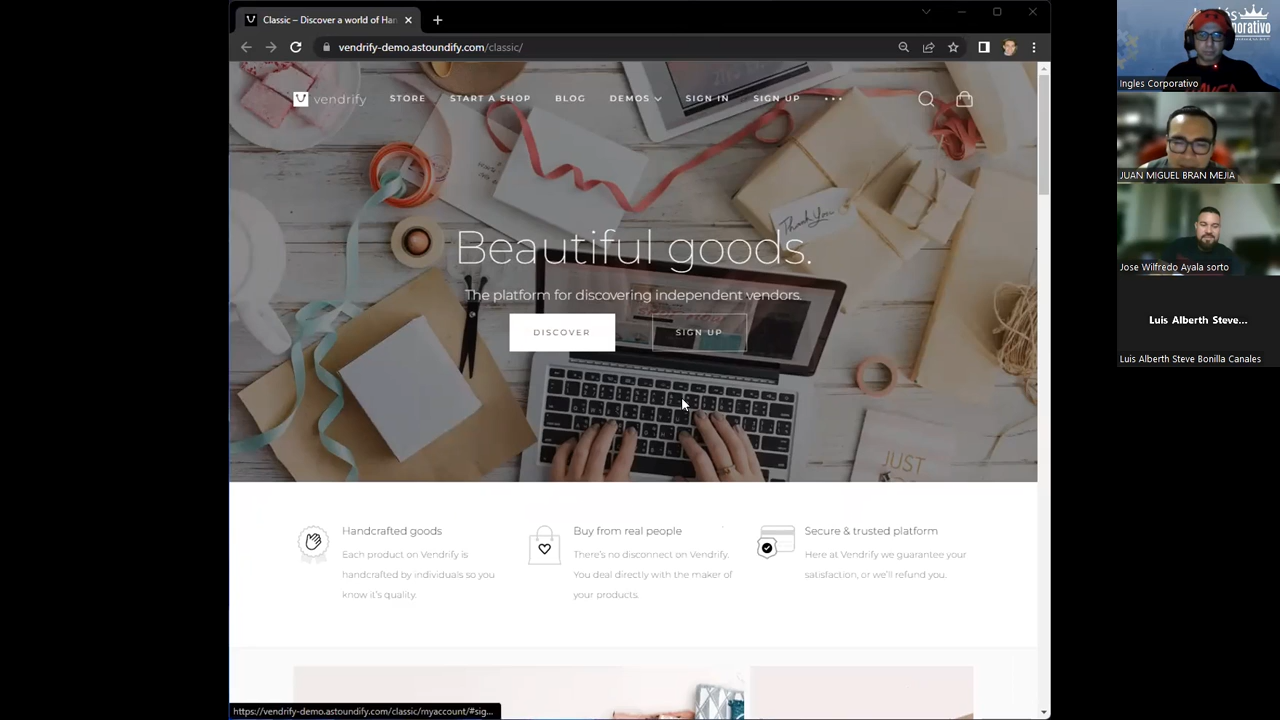 Classic – Discover a world of Han
vendrify-demo.astoundify.com/classic/
vendrify
STORE
START A SHOP
BLOG
DEMOS
SIGN IN
SIGN UP
Thank You
Beautiful goods.
The platform for discovering independent vendors.
DISCOVER
SIGN UP
JUST
Handcrafted goods
Each product on Vendrify is
handcrafted by individuals so you
know it's quality.
Buy from real people
There's no disconnect on Vendrify.
You deal directly with the maker of
your products.
Secure & trusted platform
Here at Vendrify we guarantee your
satisfaction, or we'll refund you.
https://vendrify-demo.astoundify.com/classic/myaccount/#sig...
Ingles Corporativo
JUAN MIGUEL BRAN MEJIA
Jose Wilfredo Ayala sorto
Luis Alberth Steve...
Luis Alberth Steve Bonilla Canales